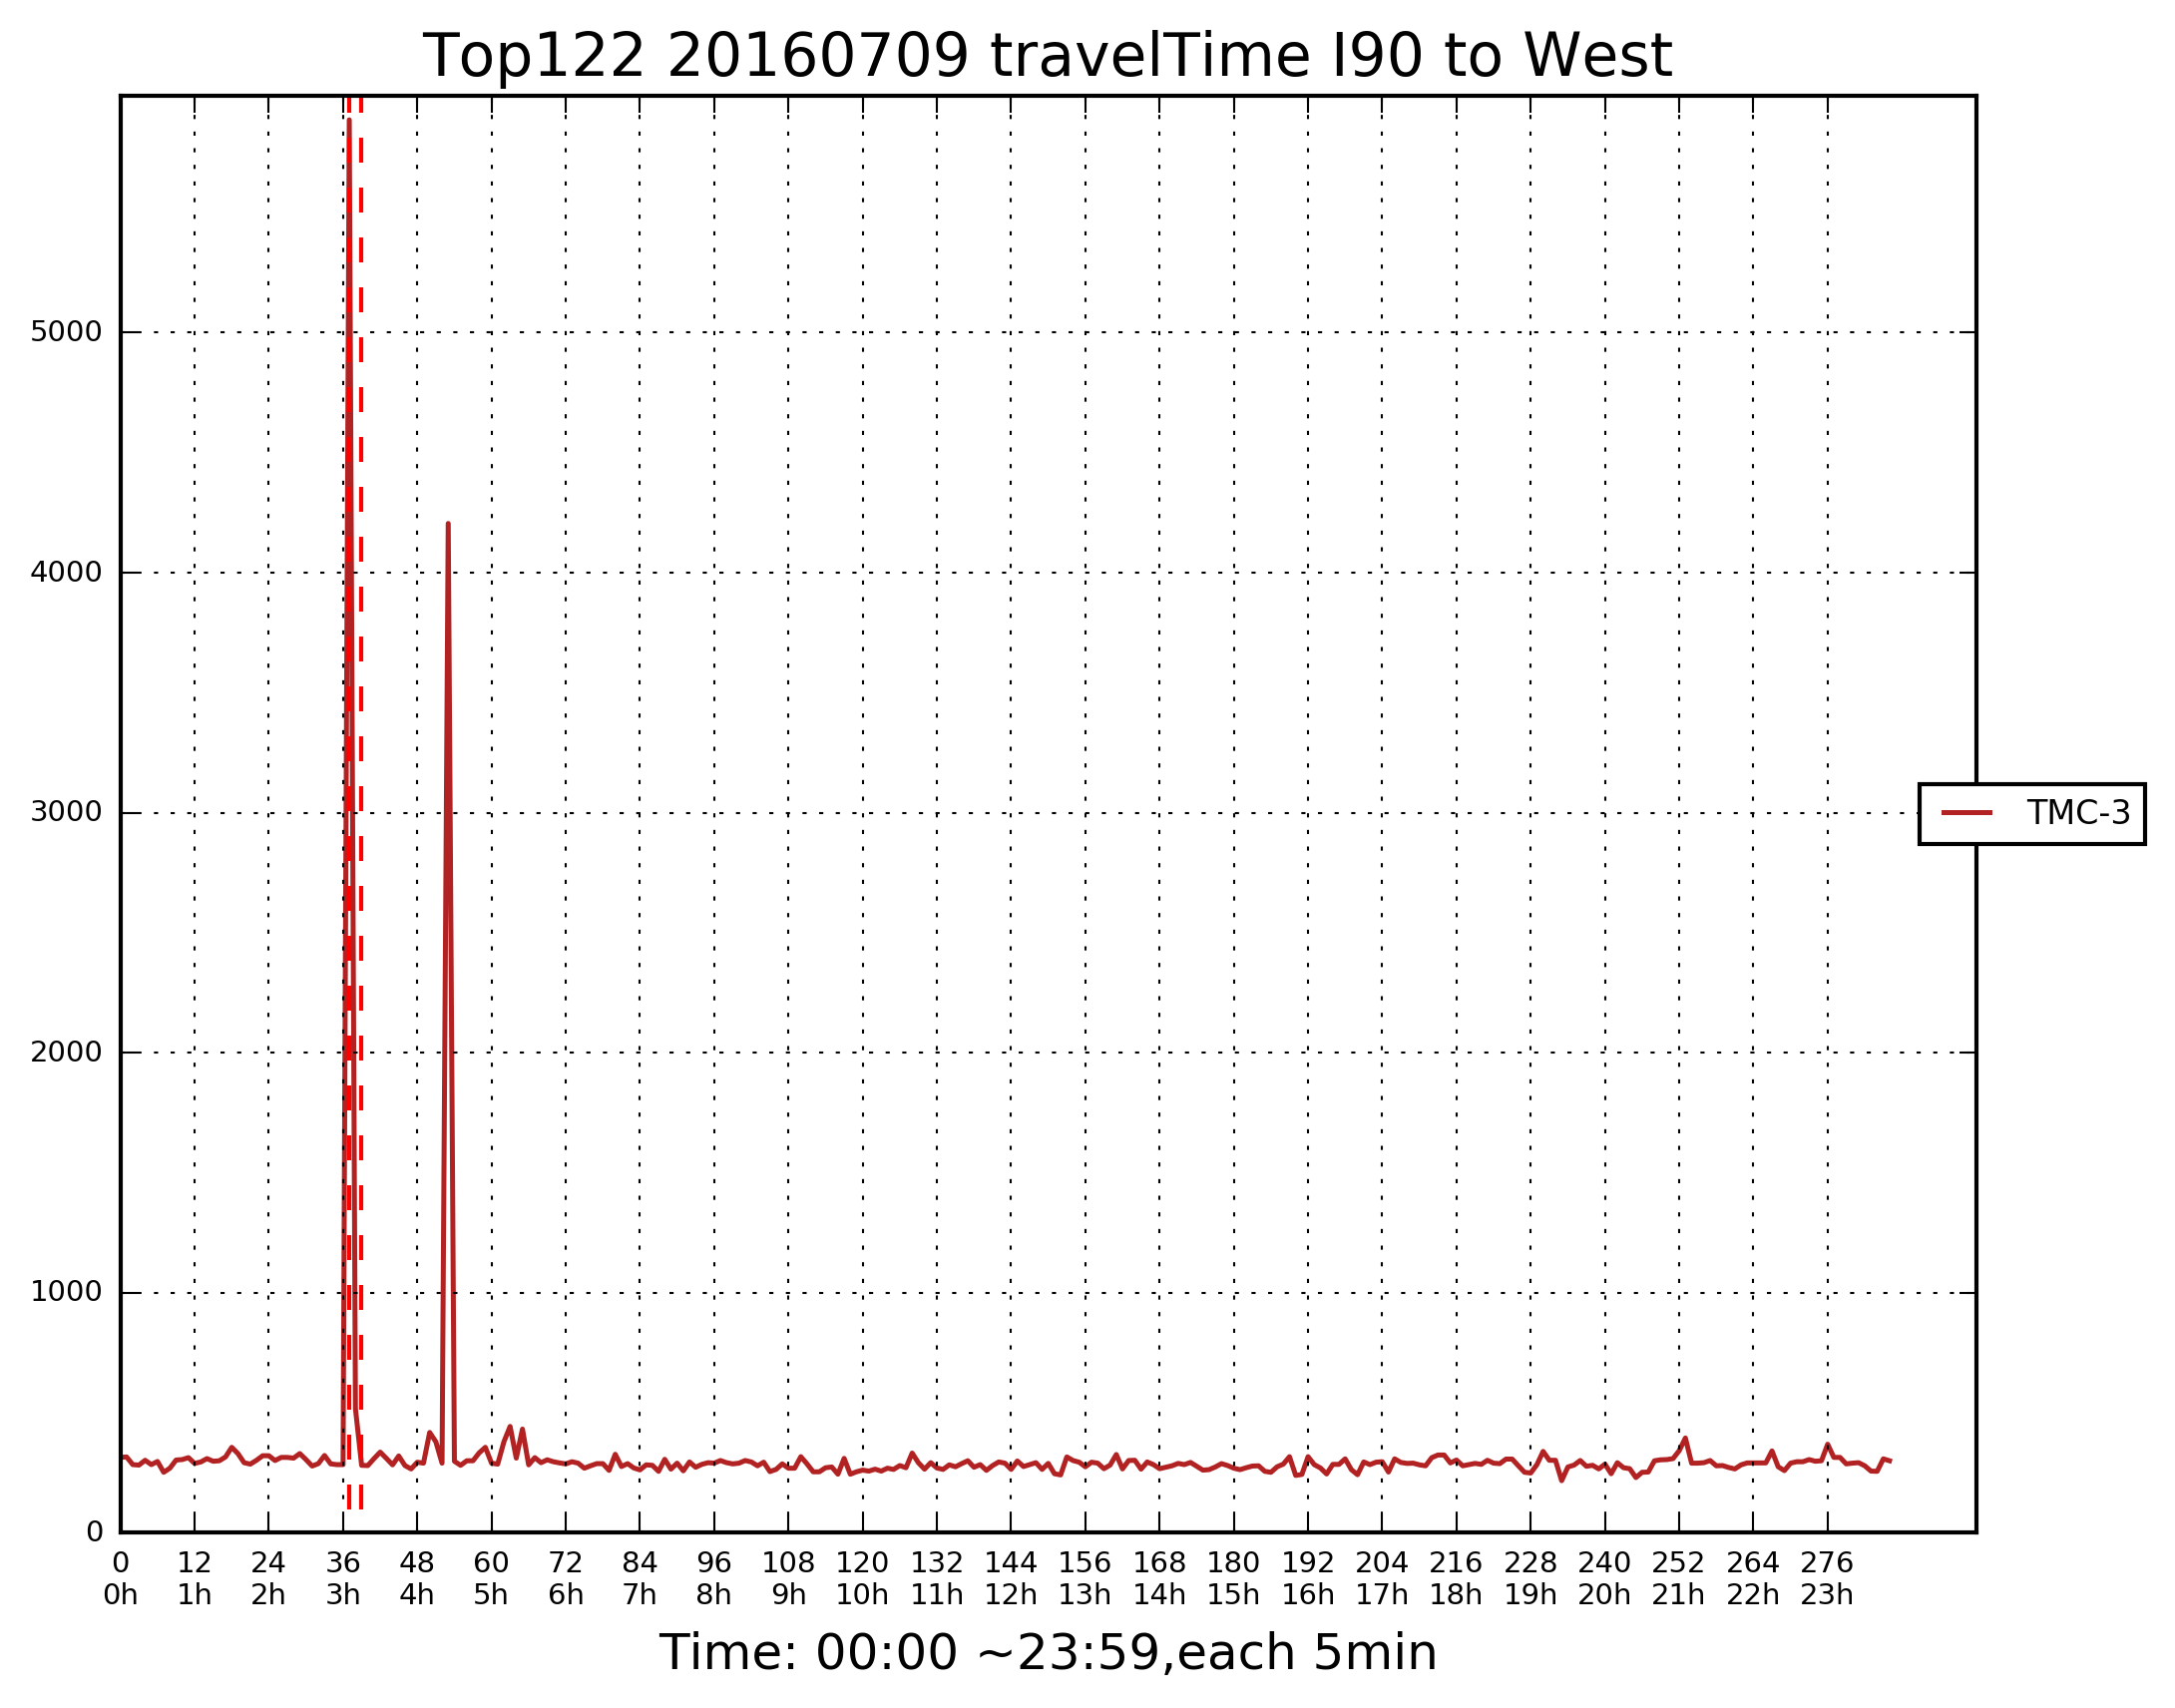 Top122 20160709 travelTime I90 to West
5000
4000
3000
2000
1000
0
TMC-3
0 12 24 36 48 60 72 84 96 108 120 132 144 156 168 180 192 204 216 228 240 252 264 276
0h 1h 2h 3h 4h 5h 6h 7h 8h 9h 10h 11h 12h 13h 14h 15h 16h 17h 18h 19h 20h 21h 22h 23h
Time: 00:00 ~23:59,each 5min